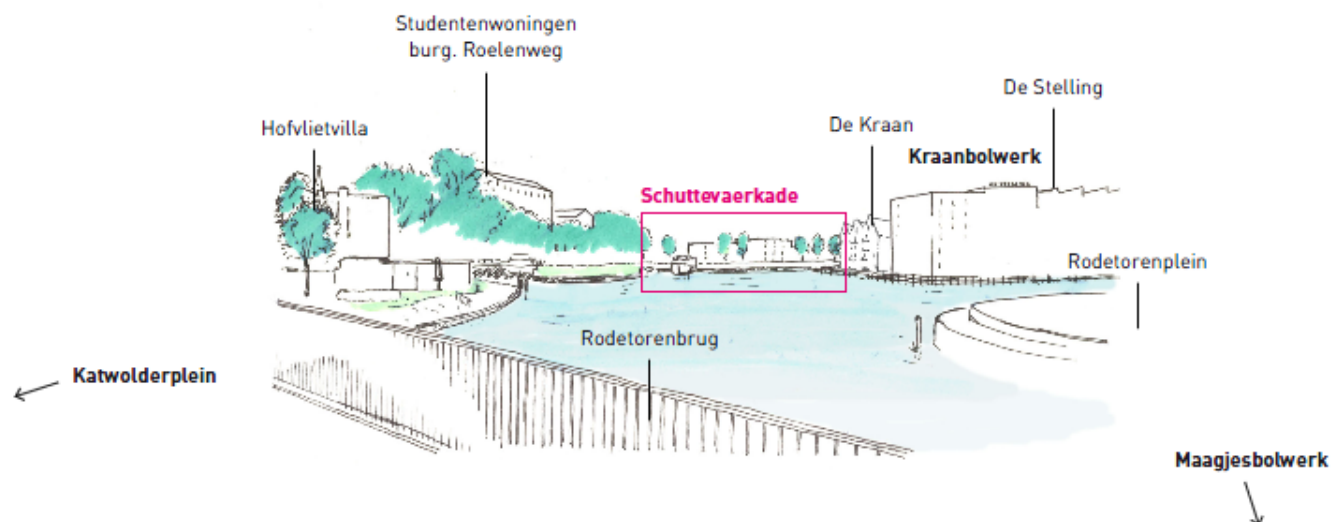 Studentenwoningen
burg. Roelenweg
De Stelling
Hofvlietvilla
De Kraan
Kraanbolwerk
Schuttevaerkade
Rodetorenplein
Rodetorenbrug
Katwolderplein
Maagjesbolwerk